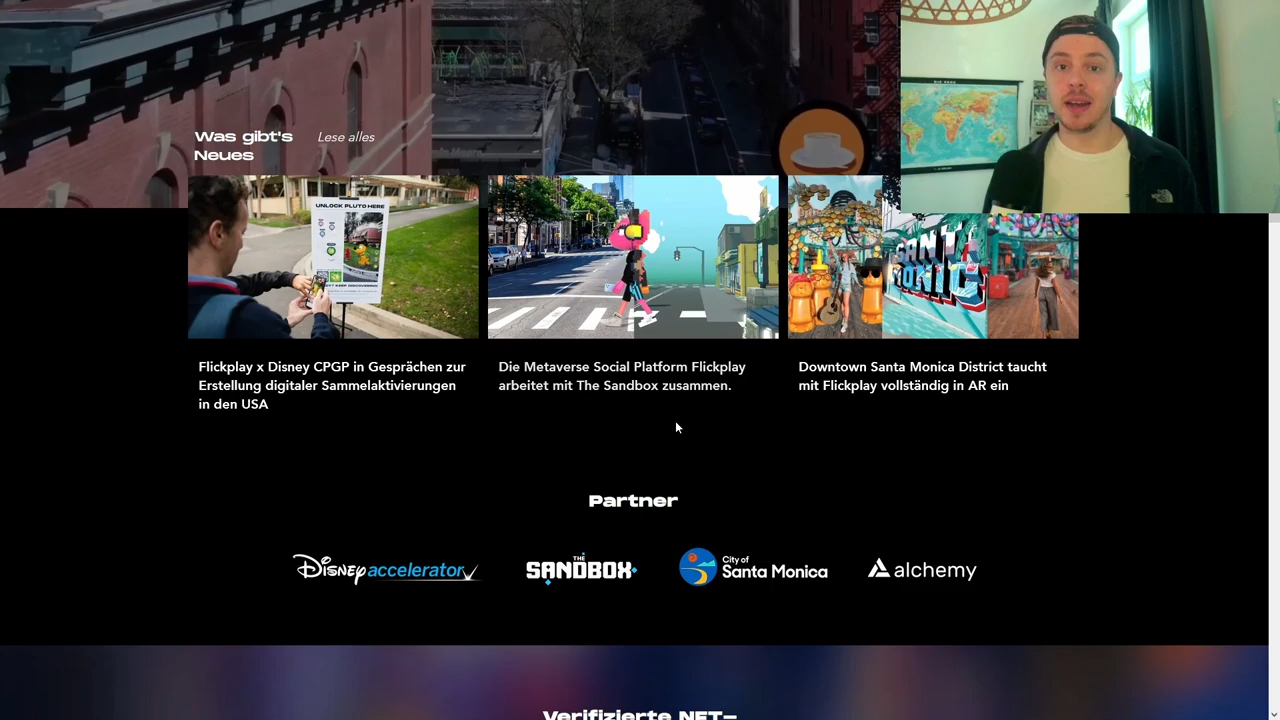 Was gibt's
Neues
Lese alles
UNLOCK PLUTO HERE
SANTA
MONIC
Flickplay x Disney CPGP in Gesprächen zur
Erstellung digitaler Sammelaktivierungen
in den USA
Die Metaverse Social Platform Flickplay
arbeitet mit The Sandbox zusammen.
Downtown Santa Monica District taucht
mit Flickplay vollständig in AR ein
Partner
Disney accelerator
THE
SANDBOX
City of
Santa Monica
alchemy
Verifizierte NFT-